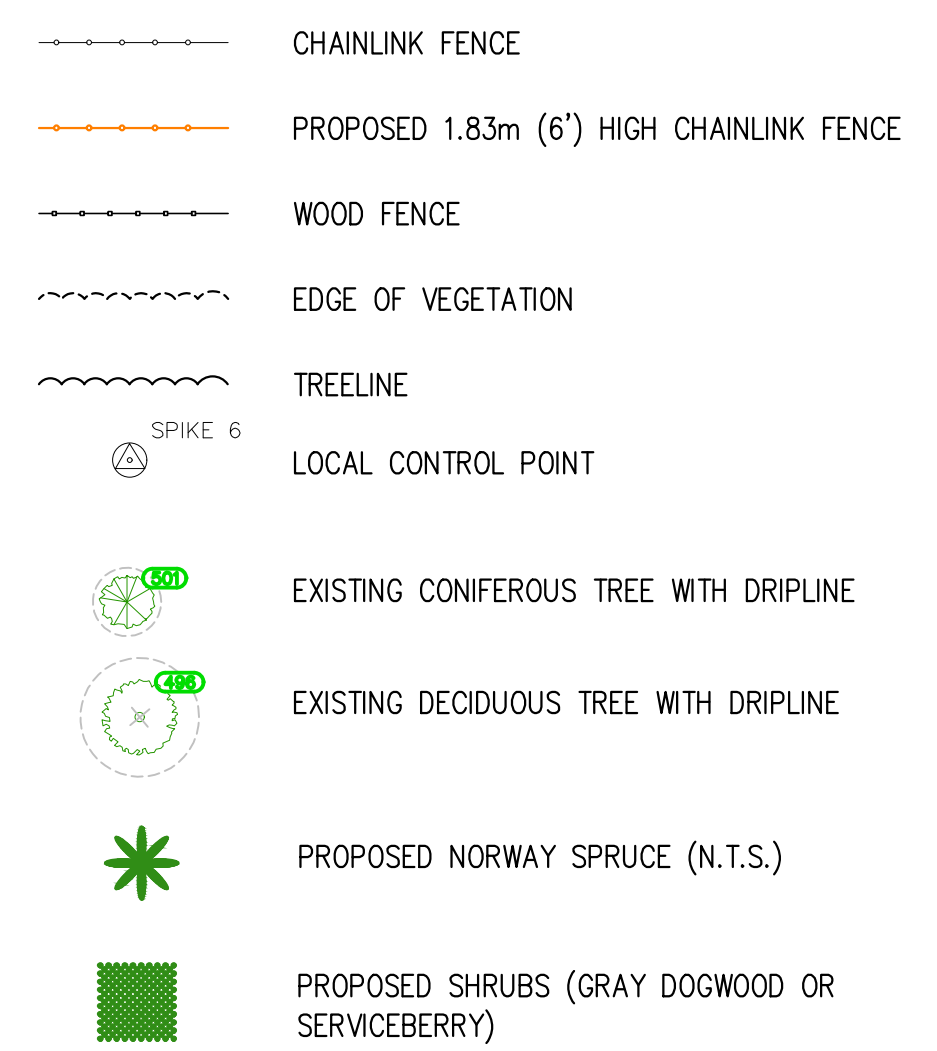 CHAINLINK FENCE
PROPOSED 1.83m (6') HIGH CHAINLINK FENCE
WOOD FENCE
EDGE OF VEGETATION
TREELINE
SPIKE 6
LOCAL CONTROL POINT
501
EXISTING CONIFEROUS TREE WITH DRIPLINE
496
EXISTING DECIDUOUS TREE WITH DRIPLINE
PROPOSED NORWAY SPRUCE (N.T.S.)
PROPOSED SHRUBS (GRAY DOGWOOD OR
SERVICEBERRY)